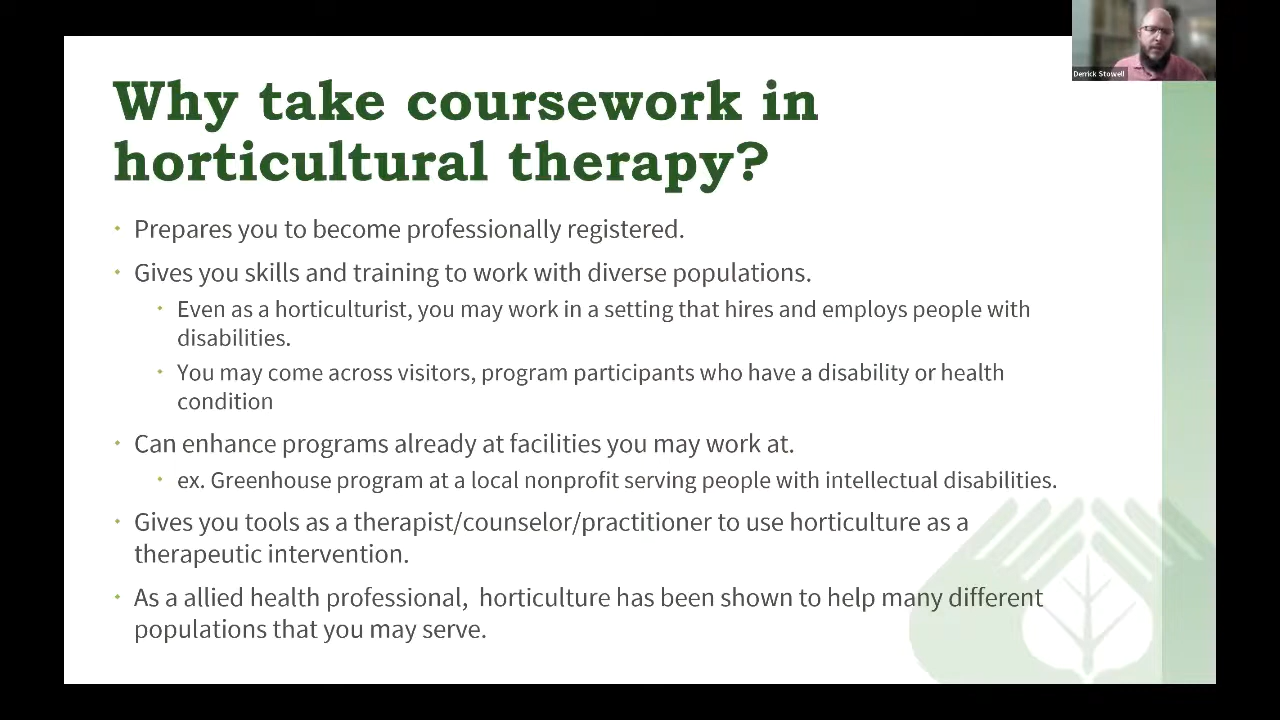 Derrick Stowell
Why take coursework in
horticultural therapy?
Prepares you to become professionally registered.
Gives you skills and training to work with diverse populations.
Even as a horticulturist, you may work in a setting that hires and employs people with
disabilities.
You may come across visitors, program participants who have a disability or health
condition
Can enhance programs already at facilities you may work at.
ex. Greenhouse program at a local nonprofit serving people with intellectual disabilities.
Gives you tools as a therapist/counselor/practitioner to use horticulture as a
therapeutic intervention.
As a allied health professional,  horticulture has been shown to help many different
populations that you may serve.